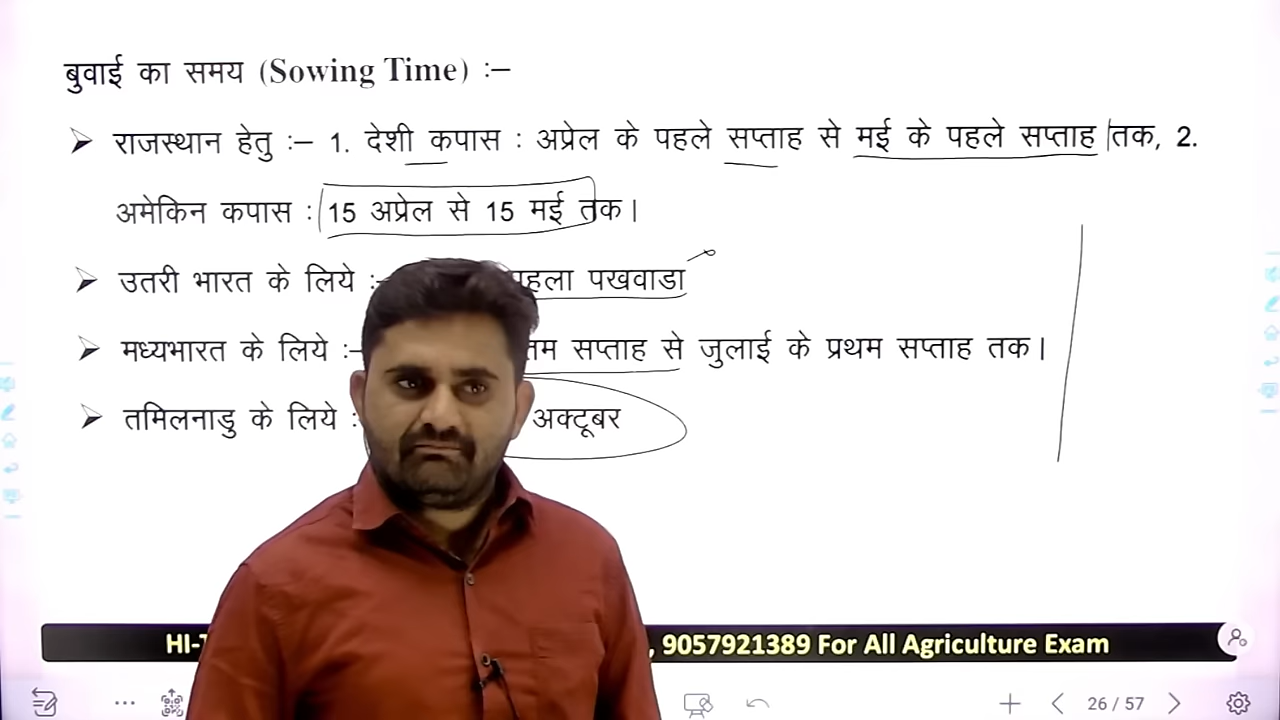 बुवाई का समय (Sowing Time) :–
➢ राजस्थान हेतु :– 1. देशी कपास : अप्रेल के पहले सप्ताह से मई के पहले सप्ताह तक, 2.
अमेकिन कपास : 15 अप्रेल से 15 मई तक।
➢ उतरी भारत के लिये :– पखवाडा
➢ मध्यभारत के लिये :– सप्ताह से जुलाई के प्रथम सप्ताह तक।
➢ तमिलनाडु के लिये : अक्टूबर
9057921389 For All Agriculture Exam
26 / 57